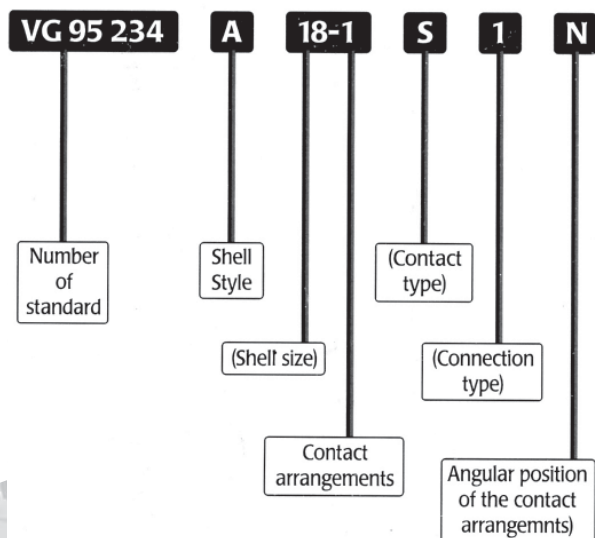 VG 95 234 A 18-1 S 1 N
Number
of
standard
Shell
Style
(Contact
type)
(Shell size)
(Connection
type)
Contact
arrangements
Angular position
of the contact
arrangemnts)